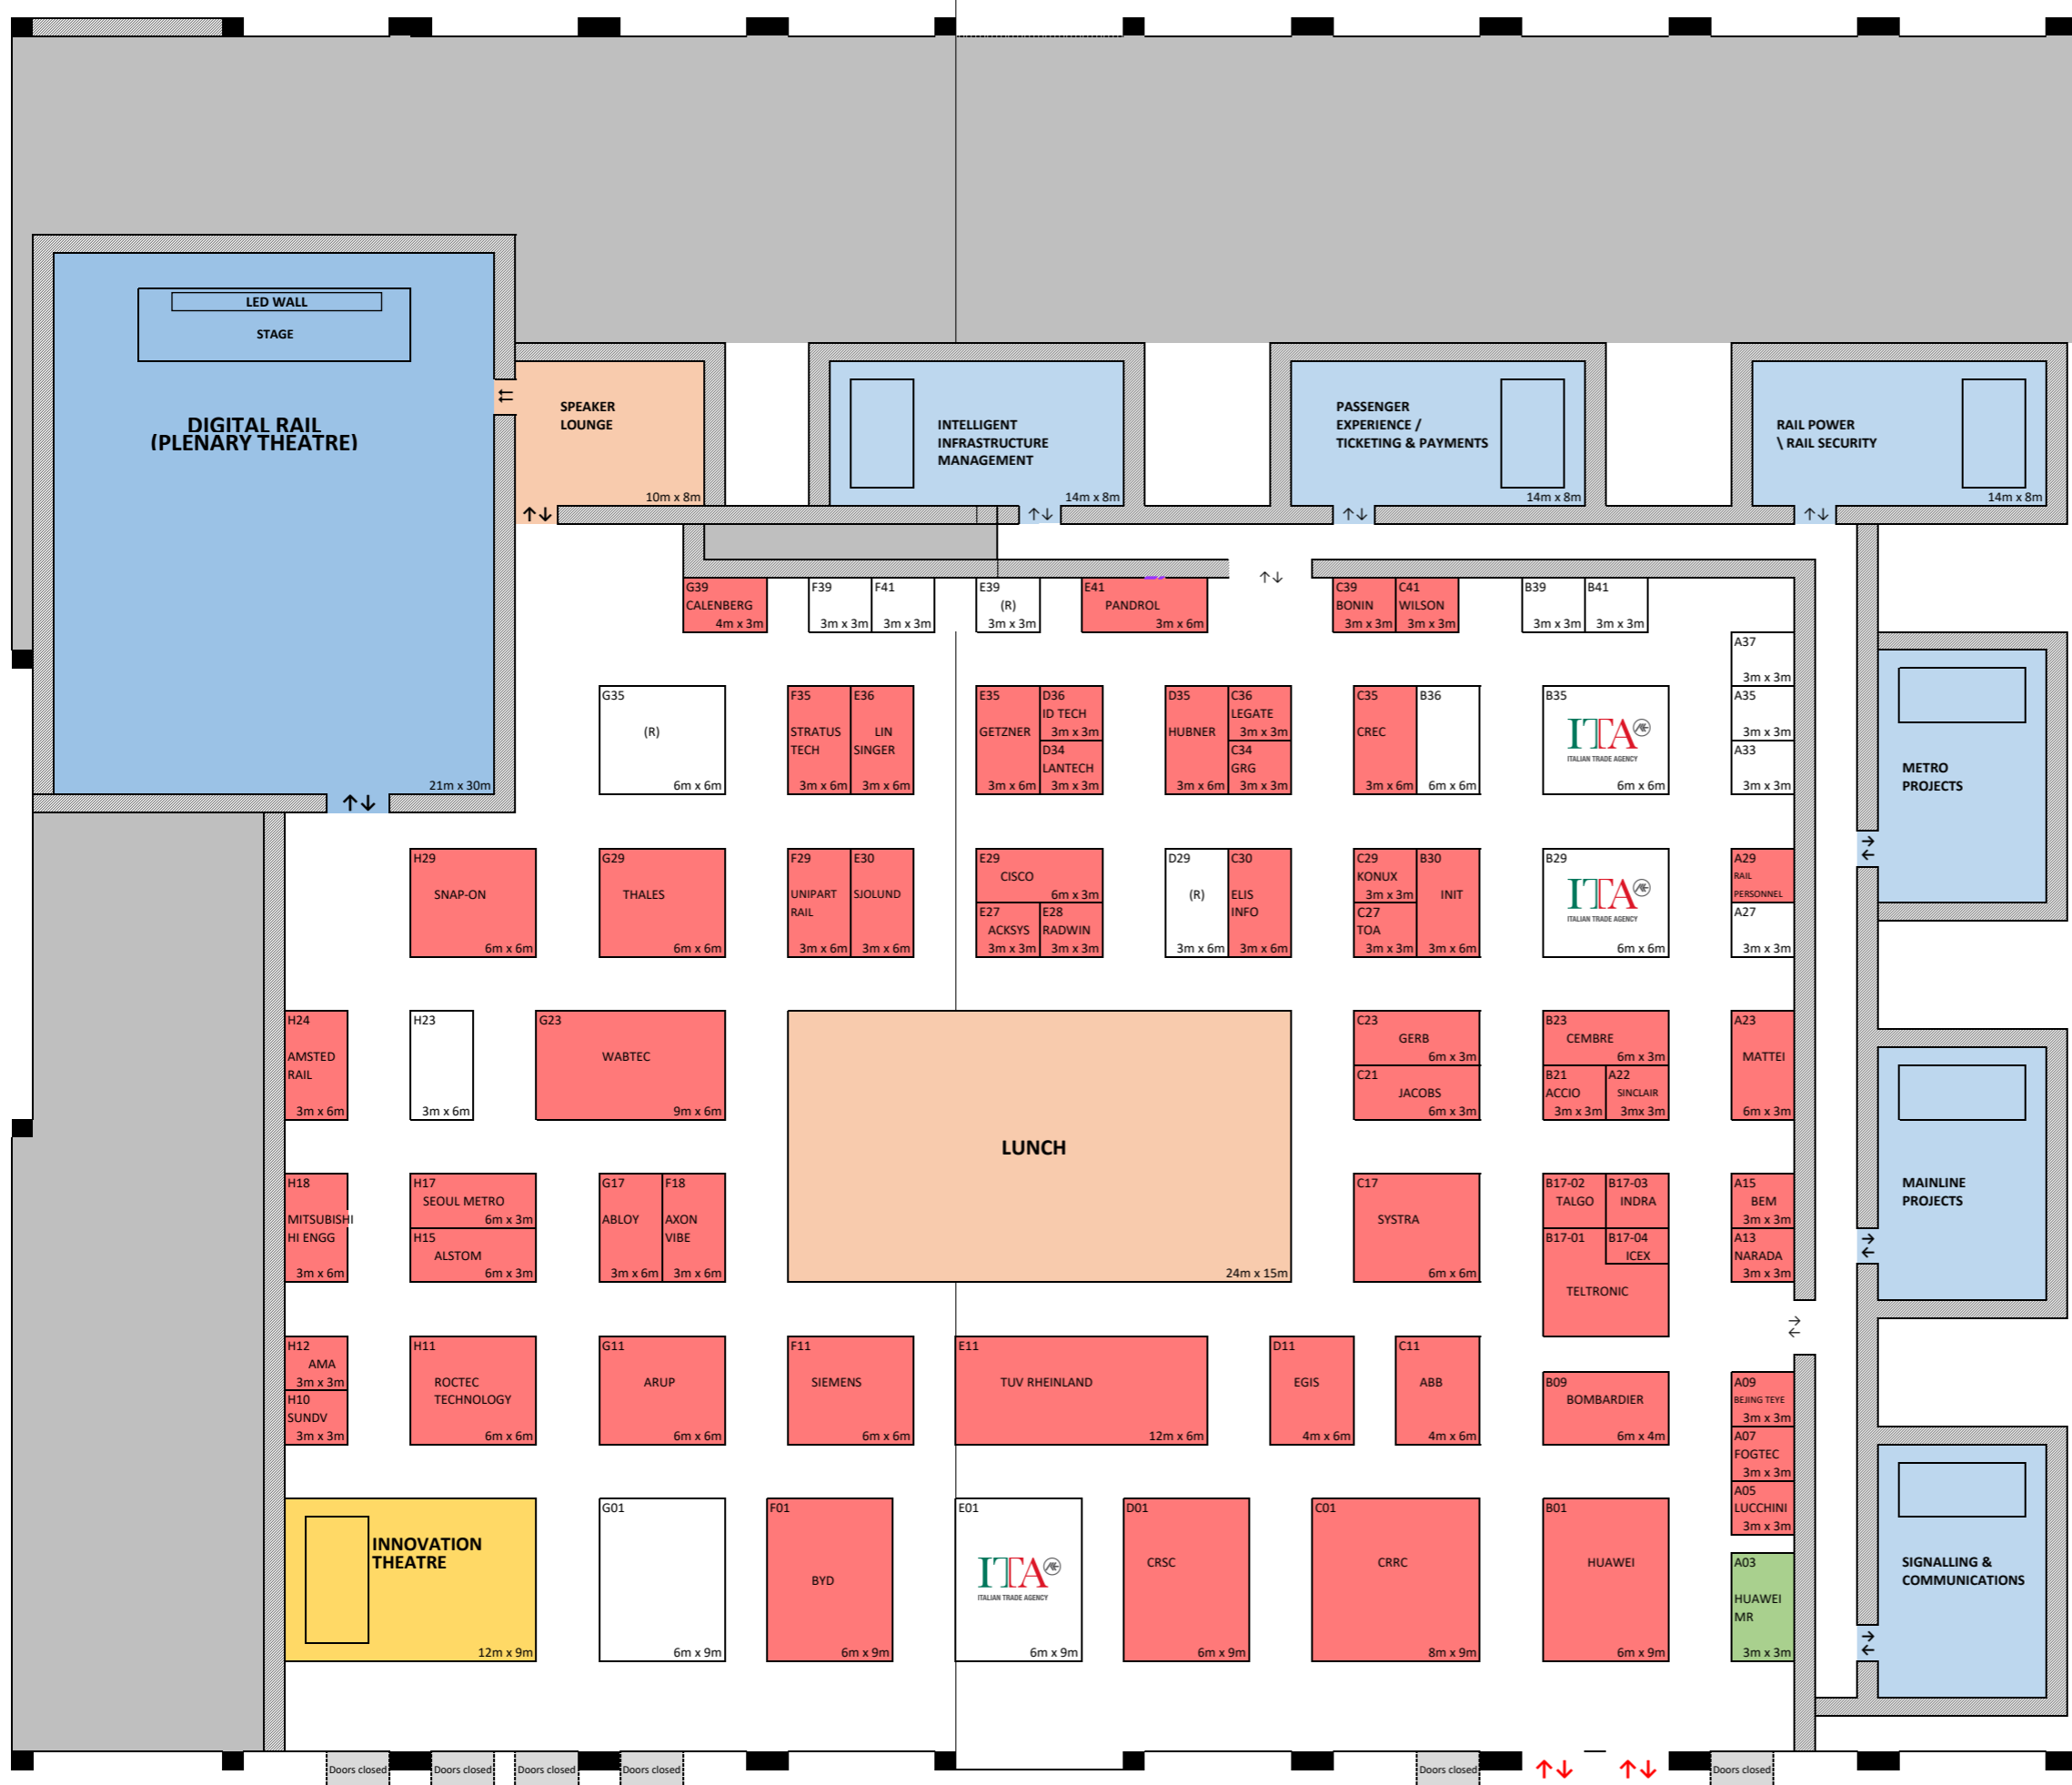 LED WALL
STAGE
DIGITAL RAIL
(PLENARY THEATRE)
21m x 30m
SPEAKER
LOUNGE
10m x 8m
INTELLIGENT
INFRASTRUCTURE
MANAGEMENT
14m x 8m
PASSENGER
EXPERIENCE /
TICKETING & PAYMENTS
14m x 8m
RAIL POWER
\ RAIL SECURITY
14m x 8m
G39
CALENBERG
4m x 3m
F39
3m x 3m
F41
3m x 3m
E39
(R)
3m x 3m
E41
PANDROL
3m x 6m
C39
BONIN
3m x 3m
C41
WILSON
3m x 3m
B39
3m x 3m
B41
3m x 3m
A37
3m x 3m
G35
(R)
6m x 6m
F35
STRATUS
TECH
3m x 6m
E36
LIN
SINGER
3m x 6m
E35
GETZNER
3m x 6m
D36
ID TECH
3m x 3m
D34
LANTECH
3m x 3m
D35
HUBNER
3m x 6m
C36
LEGATE
3m x 3m
C34
GRG
3m x 3m
C35
CREC
3m x 6m
B36
6m x 6m
B35
ITA
ITALIAN TRADE AGENCY
6m x 6m
A35
3m x 3m
A33
3m x 3m
METRO
PROJECTS
H29
SNAP-ON
6m x 6m
G29
THALES
6m x 6m
F29
UNIPART
RAIL
3m x 6m
E30
SJOLUND
3m x 6m
E29
CISCO
6m x 3m
E27
ACKSYS
3m x 3m
E28
RADWIN
3m x 3m
D29
(R)
3m x 6m
C30
ELIS
INFO
3m x 6m
C29
KONUX
3m x 3m
C27
TOA
3m x 3m
B30
INIT
3m x 6m
B29
ITA
ITALIAN TRADE AGENCY
6m x 6m
A29
RAIL
PERSONNEL
A27
3m x 3m
H24
AMSTED
RAIL
3m x 6m
H23
3m x 6m
G23
WABTEC
9m x 6m
LUNCH
24m x 15m
C23
GERB
6m x 3m
C21
JACOBS
6m x 3m
B23
CEMBRE
6m x 3m
B21
ACCIO
3m x 3m
A22
SINCLAIR
3mx 3m
A23
MATTEI
6m x 3m
MAINLINE
PROJECTS
H18
MITSUBISHI
HI ENGG
3m x 6m
H17
SEOUL METRO
6m x 3m
H15
ALSTOM
6m x 3m
G17
ABLOY
3m x 6m
F18
AXON
VIBE
3m x 6m
C17
SYSTRA
6m x 6m
B17-02
TALGO
B17-03
INDRA
B17-01
TELTRONIC
B17-04
ICEX
A15
BEM
3m x 3m
A13
NARADA
3m x 3m
H12
AMA
3m x 3m
H10
SUNDV
3m x 3m
H11
ROCTEC
TECHNOLOGY
6m x 6m
G11
ARUP
6m x 6m
F11
SIEMENS
6m x 6m
E11
TUV RHEINLAND
12m x 6m
D11
EGIS
4m x 6m
C11
ABB
4m x 6m
B09
BOMBARDIER
6m x 4m
A09
BEJING TEYE
3m x 3m
A07
FOGTEC
3m x 3m
A05
LUCCHINI
3m x 3m
INNOVATION
THEATRE
12m x 9m
G01
6m x 9m
F01
BYD
6m x 9m
E01
ITA
ITALIAN TRADE AGENCY
6m x 9m
D01
CRSC
6m x 9m
C01
CRRC
8m x 9m
B01
HUAWEI
6m x 9m
A03
HUAWEI
MR
3m x 3m
SIGNALLING &
COMMUNICATIONS
Doors closed
Doors closed
Doors closed
Doors closed
Doors closed
Doors closed